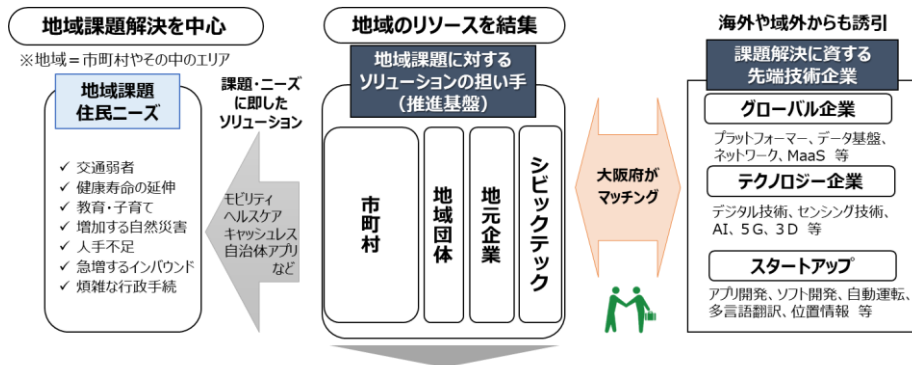 地域課題解決を中心
※地域＝市町村やその中のエリア
地域課題
住民ニーズ
✓ 交通弱者
✓ 健康寿命の延伸
✓ 教育・子育て
✓ 増加する自然災害
✓ 人手不足
✓ 急増するインバウンド
✓ 煩雑な行政手続
課題・ニーズ
に即した
ソリューション
モビリティ
ヘルスケア
キャッシュレス
自治体アプリ
など
地域のリソースを結集
地域課題に対する
ソリューションの担い手
（推進基盤）
市町村
地域団体
地元企業
シビックテック
大阪府が
マッチング
海外や域外からも誘引
課題解決に資する
先端技術企業
グローバル企業
プラットフォーマー、データ基盤、
ネットワーク、MaaS 等
テクノロジー企業
デジタル技術、センシング技術、
AI、５G、３D 等
スタートアップ
アプリ開発、ソフト開発、自動運転、
多言語翻訳、位置情報 等